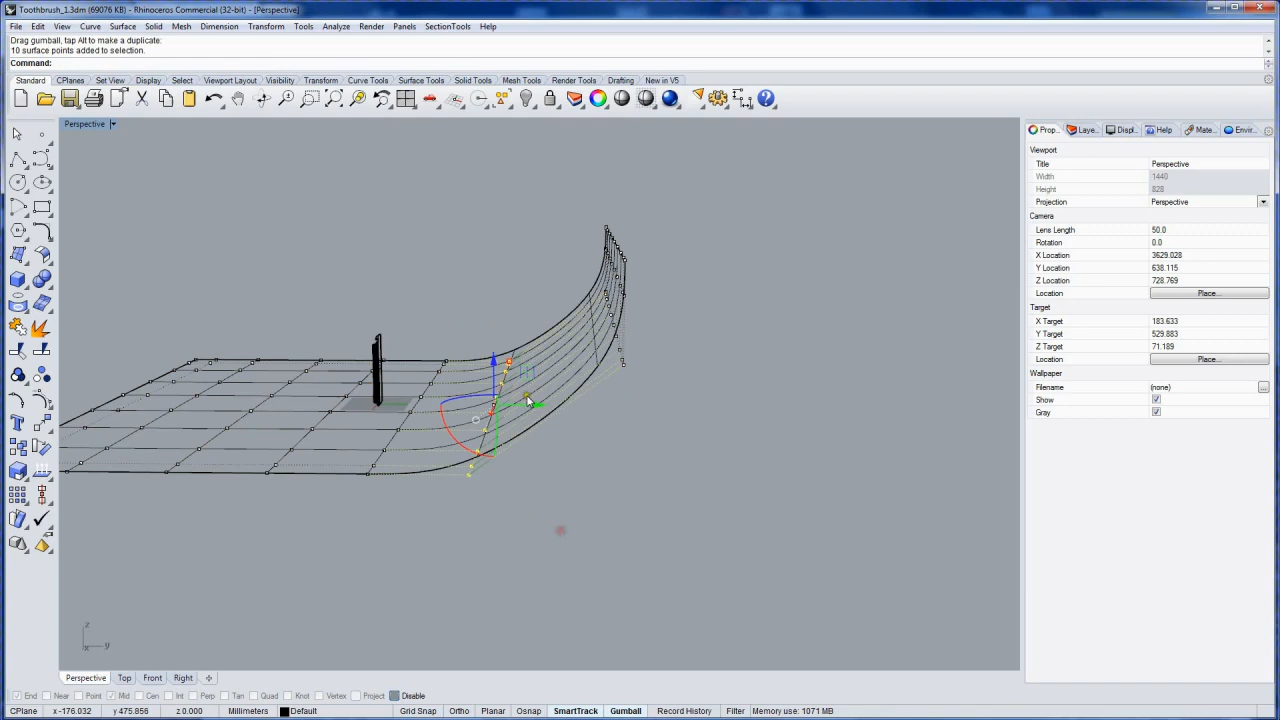 Toothbrush_1.3dm (69076 KB) - Rhinoceros Commercial (32-bit) - [Perspective]
File Edit View Curve Surface Solid Mesh Dimension Transform Tools Analyze Render Panels SectionTools Help
Drag gumball, tap Alt to make a duplicate:
10 surface points added to selection.
Command:
Standard CPlanes Set View Display Select Viewport Layout Visibility Transform Curve Tools Surface Tools Solid Tools Mesh Tools Render Tools Drafting New in V5
Perspective
Prop... Laye... Displ... Help Mate... Envir...
Viewport
Title Perspective
Width 1440
Height 828
Projection Perspective
Camera
Lens Length 50.0
Rotation 0.0
X Location 3629.028
Y Location 638.115
Z Location 728.769
Location Place...
Target
X Target 183.633
Y Target 529.883
Z Target 71.189
Location Place...
Wallpaper
Filename (none) ...
Show
Gray
z
x y
Perspective Top Front Right
End Near Point Mid Cen Int Perp Tan Quad Knot Vertex Project Disable
CPlane x -176.032 y 475.856 z 0.000 Millimeters Default Grid Snap Ortho Planar Osnap SmartTrack Gumball Record History Filter Memory use: 1071 MB